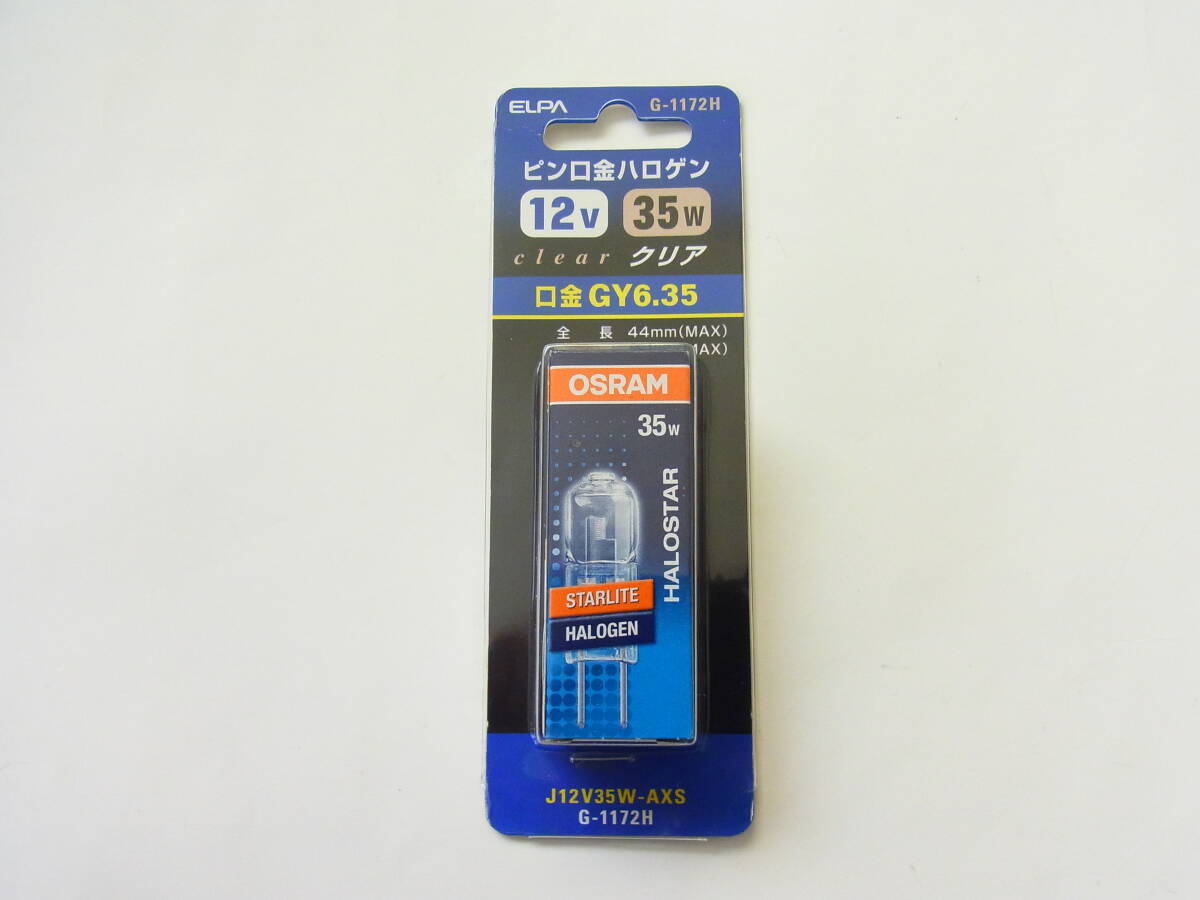 ELPA G-1172H
ピン口金ハロゲン
12V 35W
clear クリア
口金 GY6.35
全長 44mm(MAX)
MAX)
OSRAM
35W
HALOSTAR
STARLITE
HALOGEN
J12V35W-AXS
G-1172H